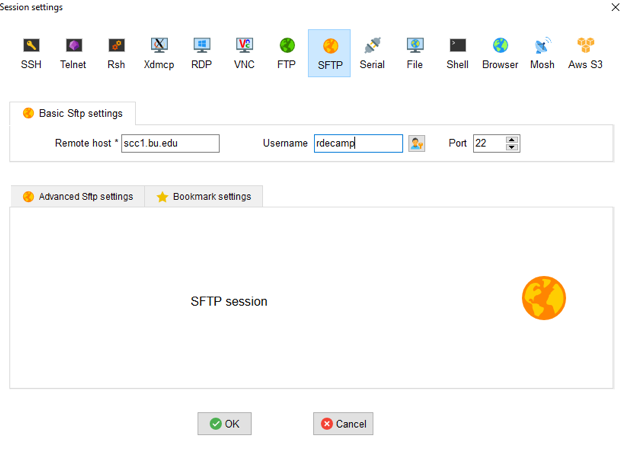 Session settings
SSH Telnet Rsh Xdmcp RDP VNC FTP SFTP Serial File Shell Browser Mosh Aws S3
Basic Sftp settings
Remote host * scc1.bu.edu Username rdecamp Port 22
Advanced Sftp settings Bookmark settings
SFTP session
OK Cancel